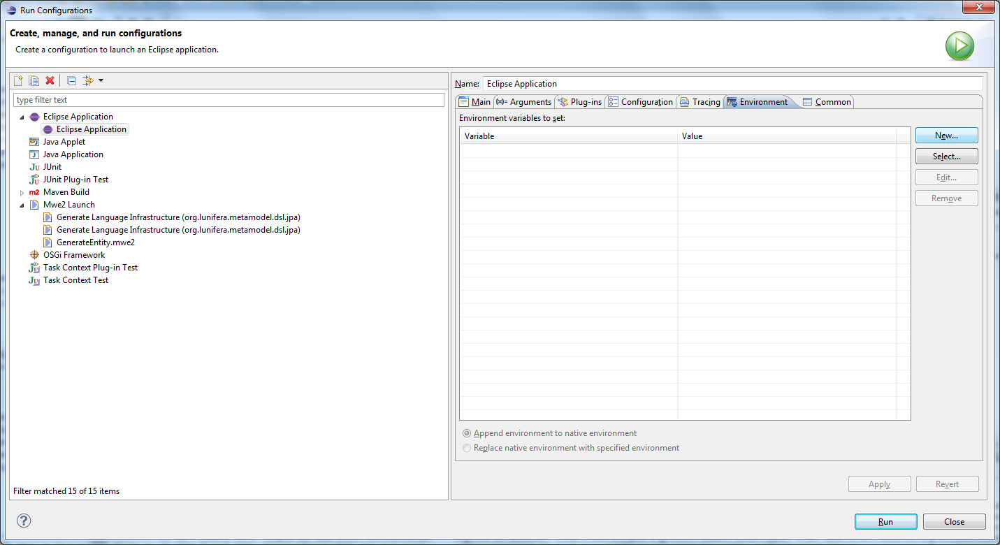 Run Configurations
Create, manage, and run configurations
Create a configuration to launch an Eclipse application.
type filter text
Eclipse Application
Eclipse Application
Java Applet
Java Application
JUnit
JUnit Plug-in Test
Maven Build
Mwe2 Launch
Generate Language Infrastructure (org.lunifera.metamodel.dsl.jpa)
Generate Language Infrastructure (org.lunifera.metamodel.dsl.jpa)
GenerateEntity.mwe2
OSGi Framework
Task Context Plug-in Test
Task Context Test
Filter matched 15 of 15 items
Name: Eclipse Application
Main (x)= Arguments Plug-ins Configuration Tracing Environment Common
Environment variables to set:
Variable Value
New...
Select...
Edit...
Remove
Append environment to native environment
Replace native environment with specified environment
Apply Revert
Run Close